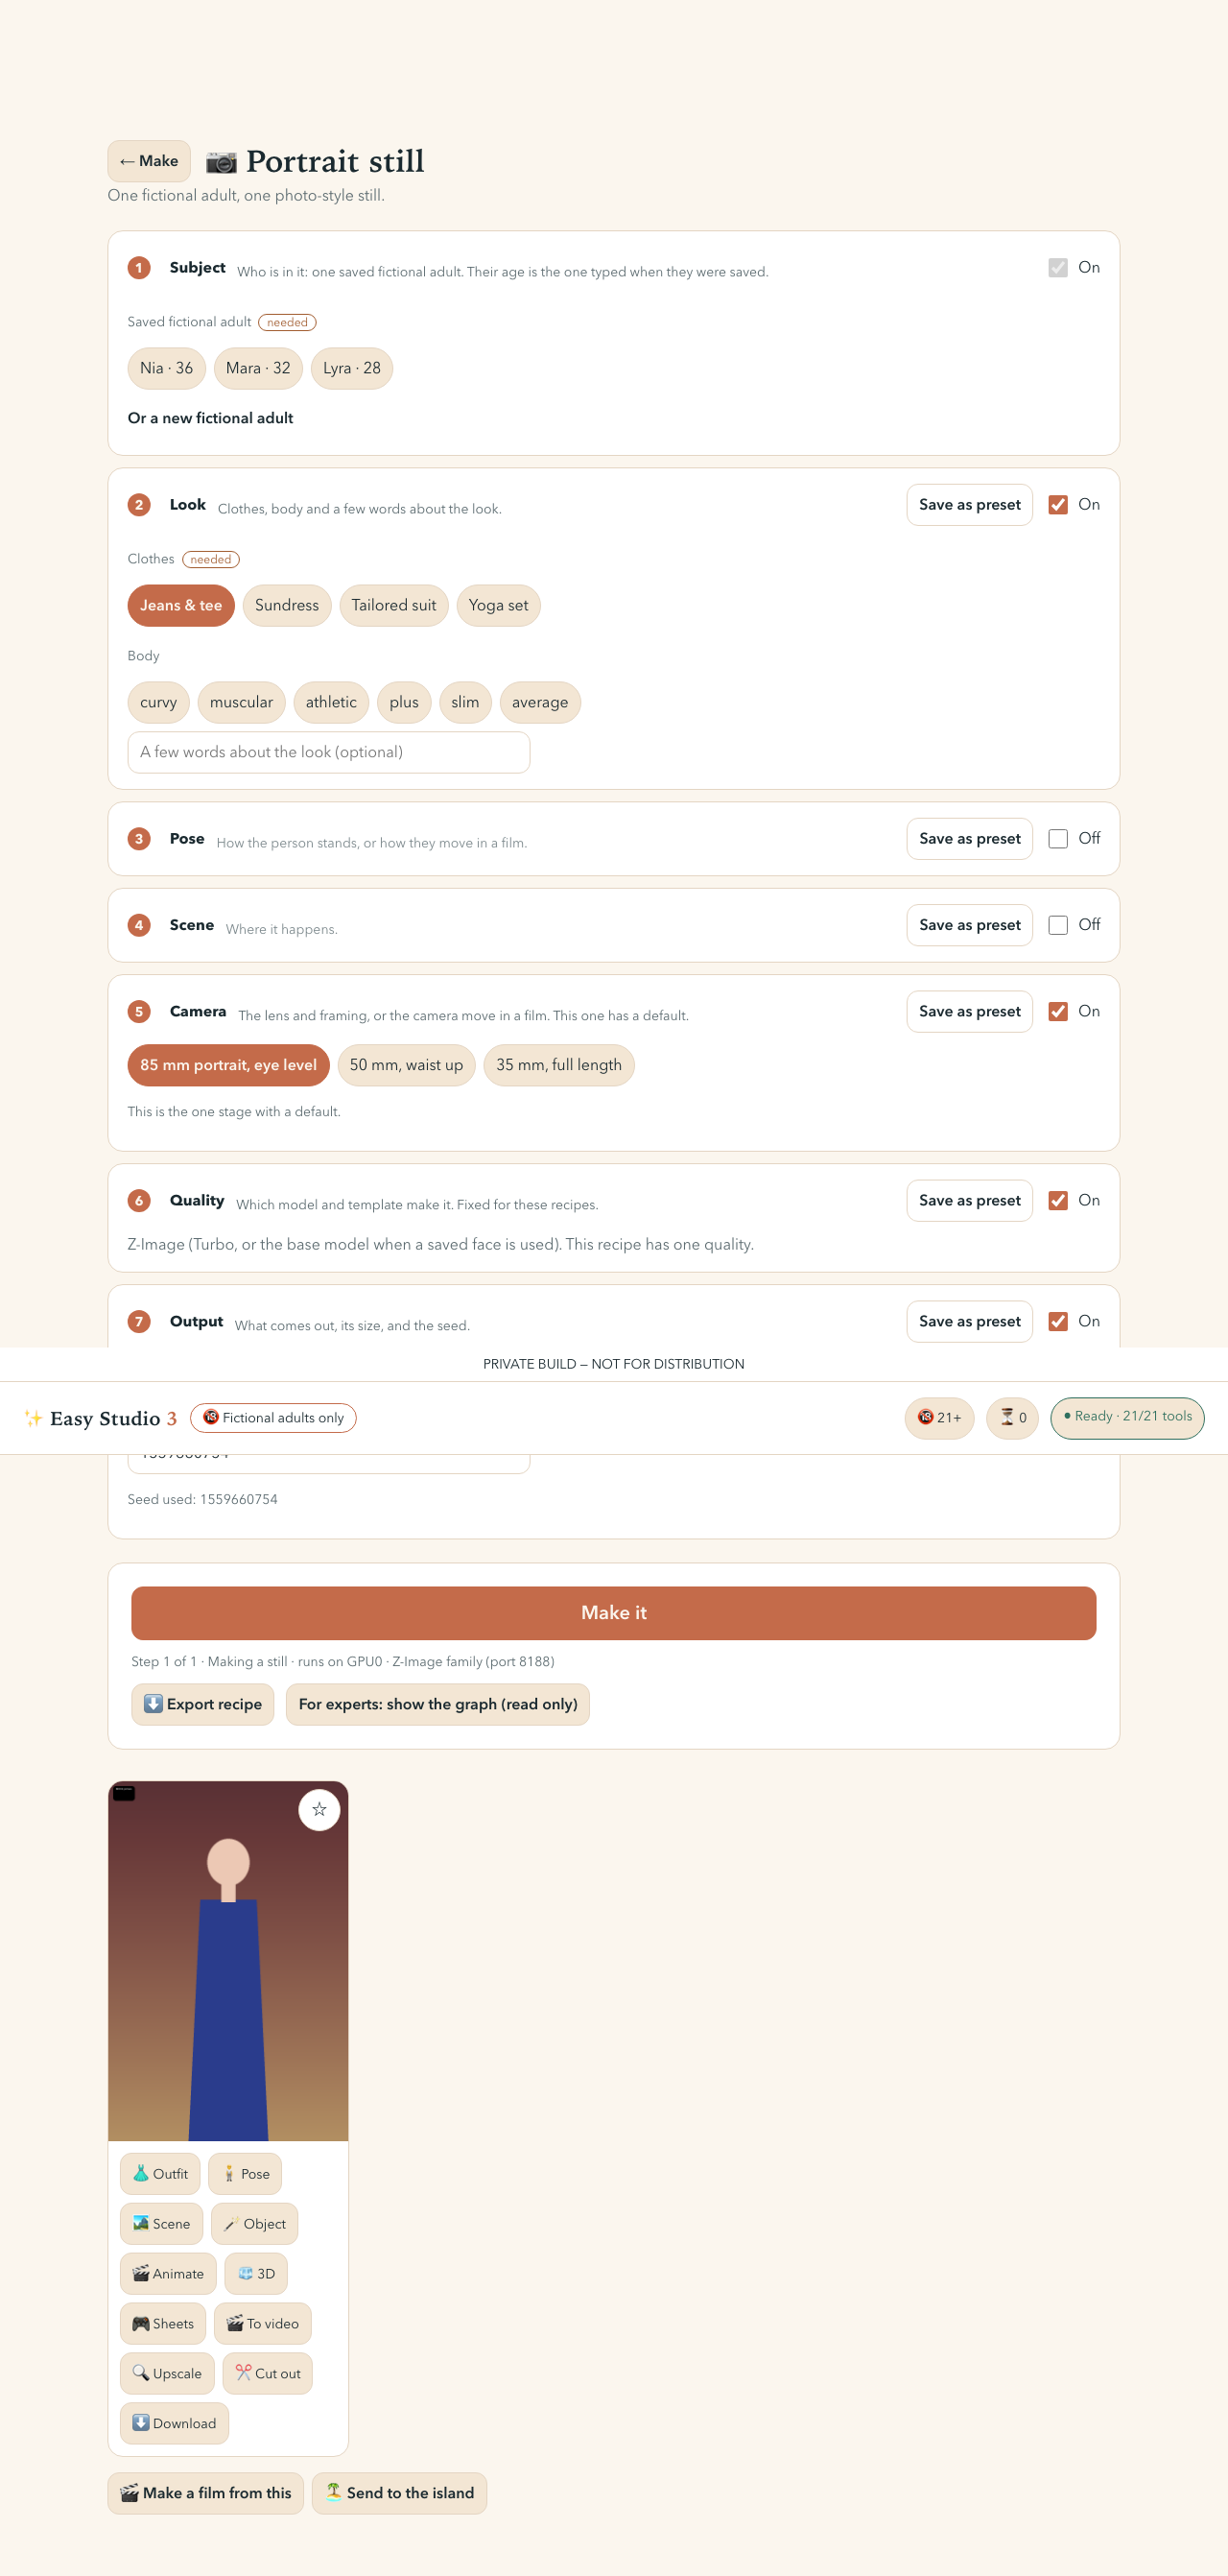 ← Make
Portrait still
One fictional adult, one photo-style still.
1 Subject Who is in it: one saved fictional adult. Their age is the one typed when they were saved. On
Saved fictional adult needed
Nia · 36 Mara · 32 Lyra · 28
Or a new fictional adult
2 Look Clothes, body and a few words about the look. Save as preset On
Clothes needed
Jeans & tee Sundress Tailored suit Yoga set
Body
curvy muscular athletic plus slim average
A few words about the look (optional)
3 Pose How the person stands, or how they move in a film. Save as preset Off
4 Scene Where it happens. Save as preset Off
5 Camera The lens and framing, or the camera move in a film. This one has a default. Save as preset On
85 mm portrait, eye level 50 mm, waist up 35 mm, full length
This is the one stage with a default.
6 Quality Which model and template make it. Fixed for these recipes. Save as preset On
Z-Image (Turbo, or the base model when a saved face is used). This recipe has one quality.
7 Output What comes out, its size, and the seed. Save as preset On
PRIVATE BUILD – NOT FOR DISTRIBUTION
Easy Studio 3 Fictional adults only 21+ 0 Ready · 21/21 tools
Seed used: 1559660754
Make it
Step 1 of 1 · Making a still · runs on GPU0 · Z-Image family (port 8188)
Export recipe For experts: show the graph (read only)
Outfit Pose
Scene Object
Animate 3D
Sheets To video
Upscale Cut out
Download
Make a film from this Send to the island